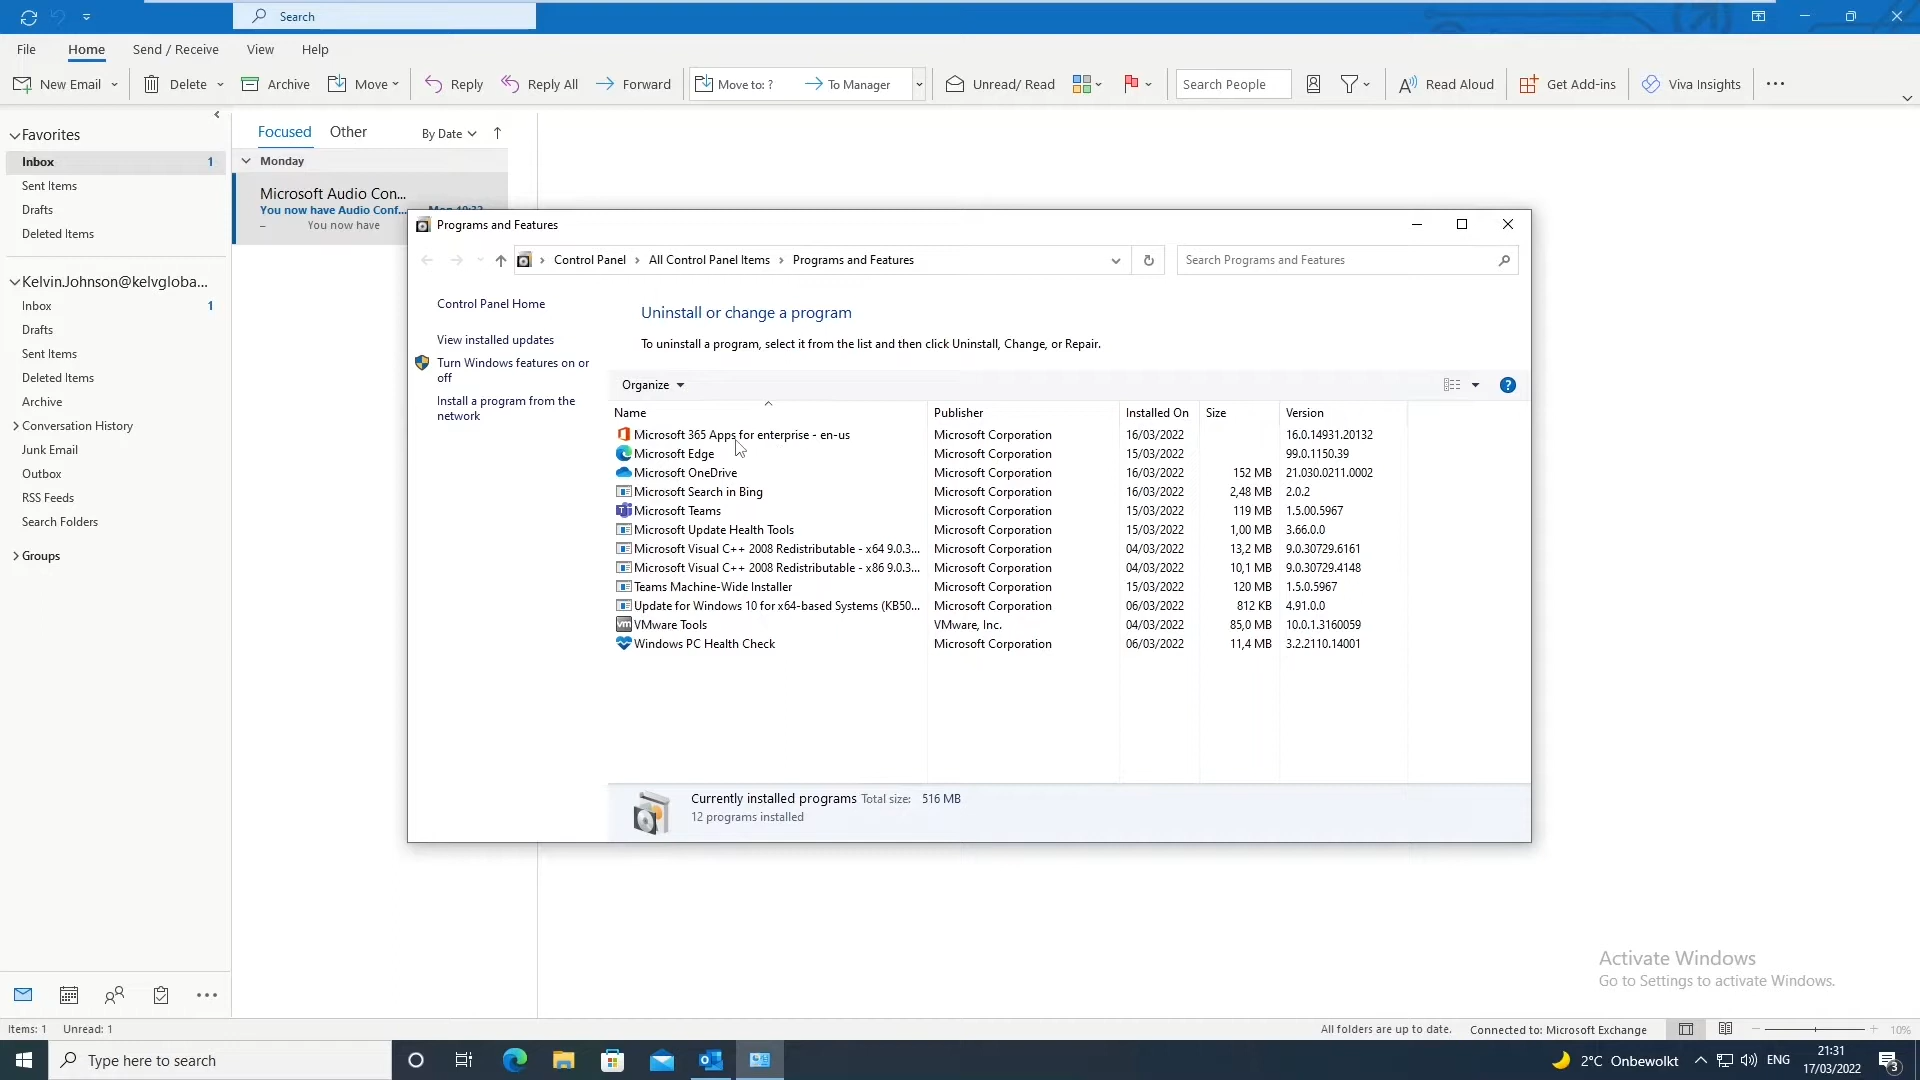 Search
File Home Send / Receive View Help
New Email Delete Archive Move Reply Reply All Forward Move to: ? To Manager Unread/ Read Search People Read Aloud Get Add-ins Viva Insights
Favorites
Inbox 1
Sent Items
Drafts
Deleted Items
Kelvin.Johnson@kelvgloba...
Inbox 1
Drafts
Sent Items
Deleted Items
Archive
Conversation History
Junk Email
Outbox
RSS Feeds
Search Folders
Groups
Focused Other By Date
Monday
Microsoft Audio Con...
You now have Audio Conf...
You now have
Programs and Features
Control Panel All Control Panel Items Programs and Features
Search Programs and Features
Control Panel Home
View installed updates
Turn Windows features on or
off
Install a program from the
network
Uninstall or change a program
To uninstall a program, select it from the list and then click Uninstall, Change, or Repair.
Organize
Name Publisher Installed On Size Version
Microsoft 365 Apps for enterprise - en-us Microsoft Corporation 16/03/2022 16.0.14931.20132
Microsoft Edge Microsoft Corporation 15/03/2022 99.0.1150.39
Microsoft OneDrive Microsoft Corporation 16/03/2022 152 MB 21.030.0211.0002
Microsoft Search in Bing Microsoft Corporation 16/03/2022 2,48 MB 2.0.2
Microsoft Teams Microsoft Corporation 15/03/2022 119 MB 1.5.00.5967
Microsoft Update Health Tools Microsoft Corporation 15/03/2022 1,00 MB 3.66.0.0
Microsoft Visual C++ 2008 Redistributable - x64 9.0.3... Microsoft Corporation 04/03/2022 13,2 MB 9.0.30729.6161
Microsoft Visual C++ 2008 Redistributable - x86 9.0.3... Microsoft Corporation 04/03/2022 10,1 MB 9.0.30729.4148
Teams Machine-Wide Installer Microsoft Corporation 15/03/2022 120 MB 1.5.0.5967
Update for Windows 10 for x64-based Systems (KB50... Microsoft Corporation 06/03/2022 812 KB 4.91.0.0
VMware Tools VMware, Inc. 04/03/2022 85,0 MB 10.0.1.3160059
Windows PC Health Check Microsoft Corporation 06/03/2022 11,4 MB 3.2.2110.14001
Currently installed programs Total size: 516 MB
12 programs installed
Activate Windows
Go to Settings to activate Windows.
Items: 1 Unread: 1 All folders are up to date. Connected to: Microsoft Exchange 10%
Type here to search 2°C Onbewolkt ENG 21:31
17/03/2022 3